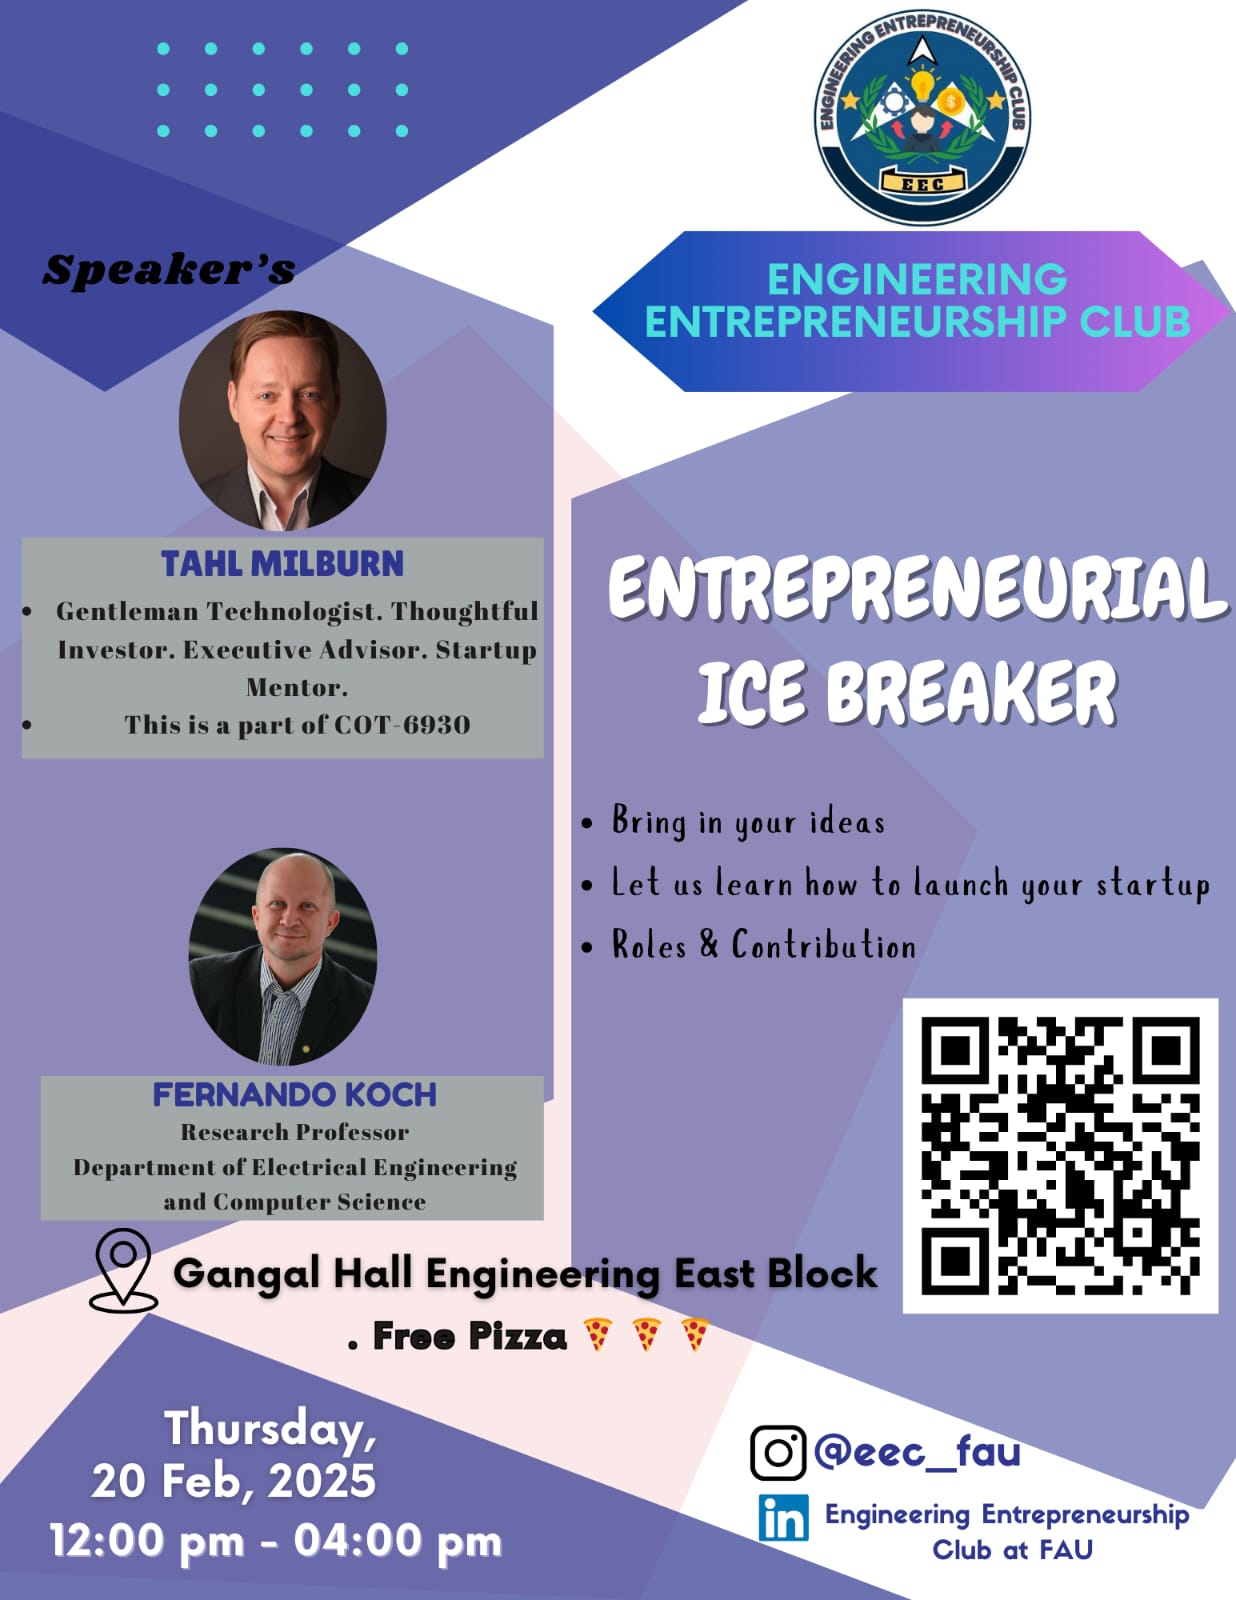 ENGINEERING ENTREPRENEURSHIP CLUB
$
EEC
Speaker's
ENGINEERING
ENTREPRENEURSHIP CLUB
TAHL MILBURN
• Gentleman Technologist. Thoughtful
Investor. Executive Advisor. Startup
Mentor.
• This is a part of COT-6930
ENTREPRENEURIAL
ICE BREAKER
• Bring in your ideas
• Let us learn how to launch your startup
• Roles & Contribution
FERNANDO KOCH
Research Professor
Department of Electrical Engineering
and Computer Science
Gangal Hall Engineering East Block
. Free Pizza 🍕 🍕 🍕
Thursday,
20 Feb, 2025
12:00 pm - 04:00 pm
@eec_fau
in
Engineering Entrepreneurship
Club at FAU